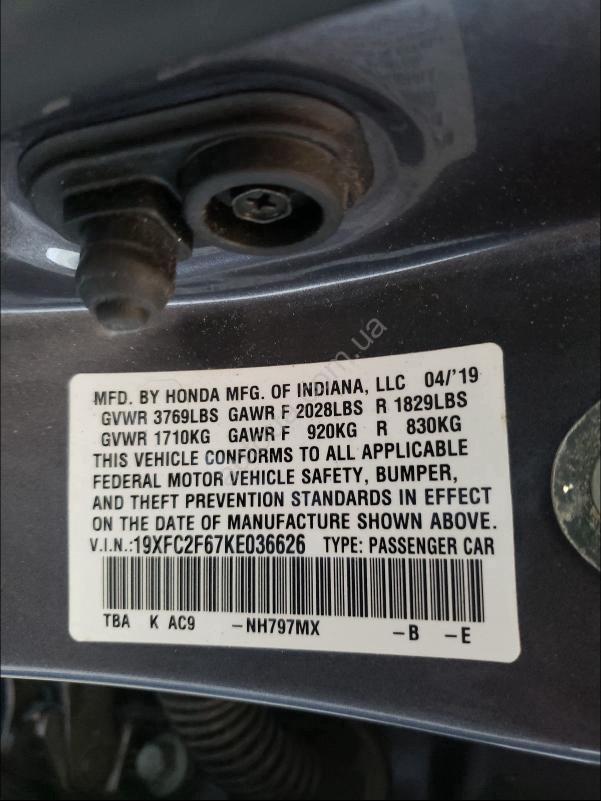 MFD. BY HONDA MFG. OF INDIANA, LLC 04/'19
GVWR 3769LBS GAWR F 2028LBS R 1829LBS
GVWR 1710KG GAWR F 920KG R 830KG
THIS VEHICLE CONFORMS TO ALL APPLICABLE
FEDERAL MOTOR VEHICLE SAFETY, BUMPER,
AND THEFT PREVENTION STANDARDS IN EFFECT
ON THE DATE OF MANUFACTURE SHOWN ABOVE.
V.I.N.:19XFC2F67KE036626 TYPE: PASSENGER CAR
TBA K AC9 -NH797MX -B -E